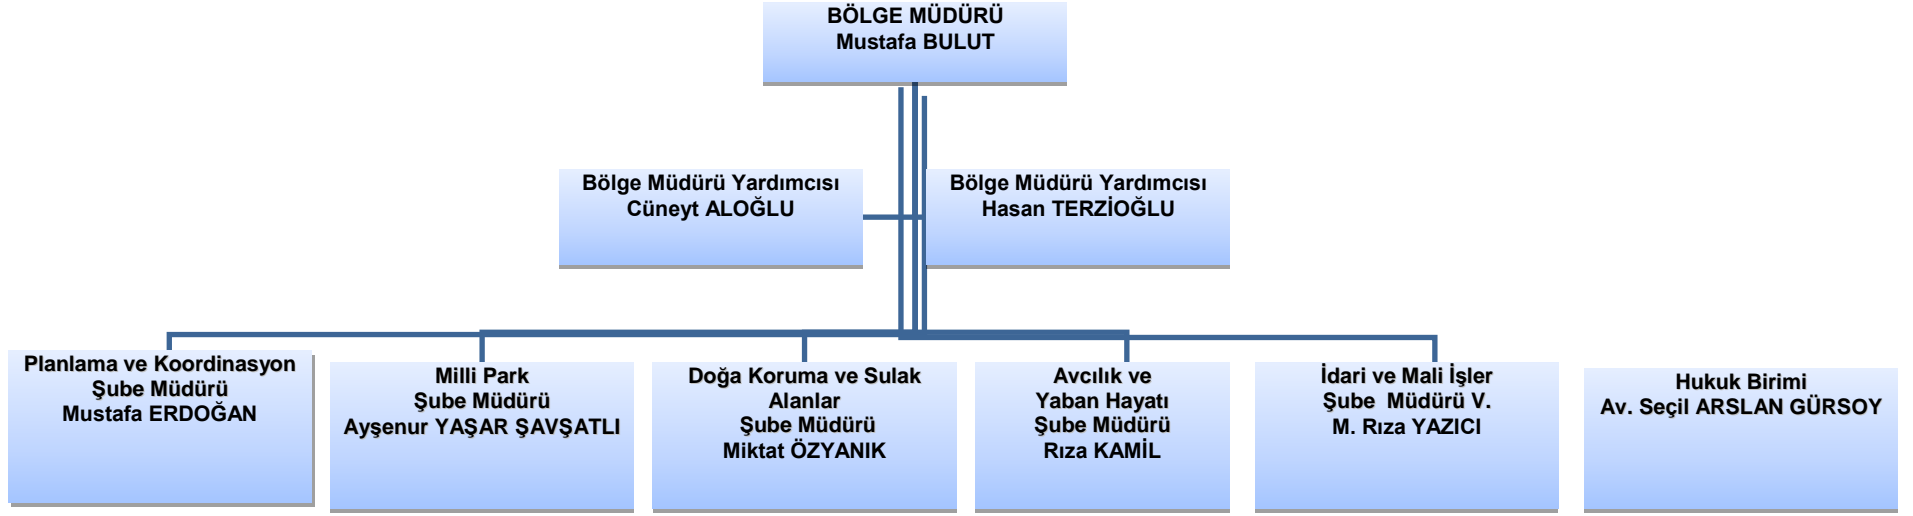 BÖLGE MÜDÜRÜ
Mustafa BULUT
Bölge Müdürü Yardımcısı
Cüneyt ALOĞLU
Bölge Müdürü Yardımcısı
Hasan TERZİOĞLU
Planlama ve Koordinasyon
Şube Müdürü
Mustafa ERDOĞAN
Milli Park
Şube Müdürü
Ayşenur YAŞAR ŞAVŞATLI
Doğa Koruma ve Sulak
Alanlar
Şube Müdürü
Miktat ÖZYANIK
Avcılık ve
Yaban Hayatı
Şube Müdürü
Rıza KAMİL
İdari ve Mali İşler
Şube  Müdürü V.
M. Rıza YAZICI
Hukuk Birimi
Av. Seçil ARSLAN GÜRSOY